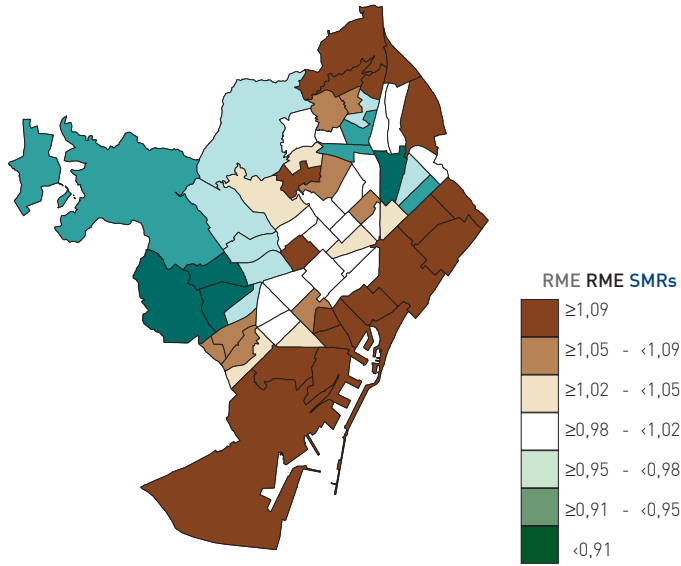 RME RME SMRs
≥1,09
≥1,05 - <1,09
≥1,02 - <1,05
≥0,98 - <1,02
≥0,95 - <0,98
≥0,91 - <0,95
<0,91